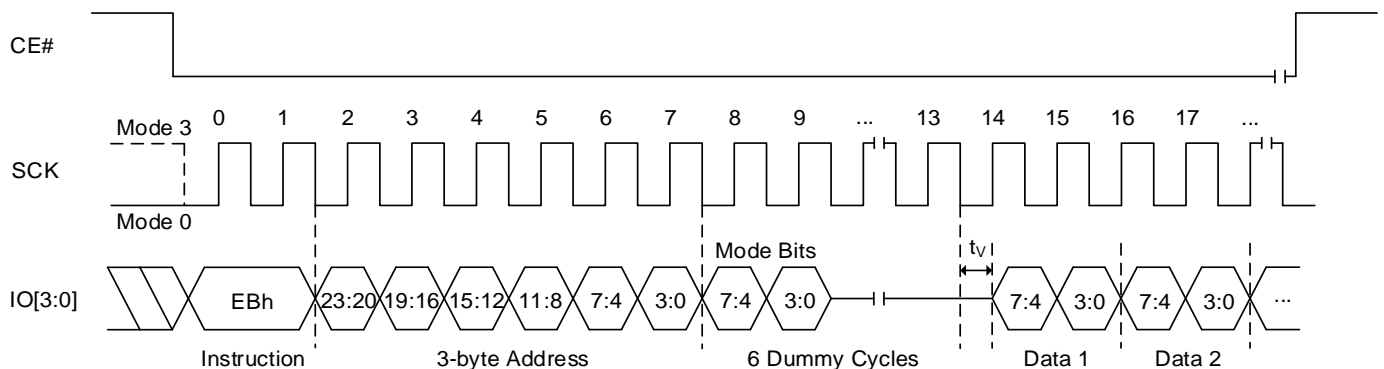 CE#
0 1 2 3 4 5 6 7 8 9 ... 13 14 15 16 17 ...
Mode 3
SCK
Mode 0
Mode Bits tV
IO[3:0] EBh 23:20 19:16 15:12 11:8 7:4 3:0 7:4 3:0 7:4 3:0 7:4 3:0 ...
Instruction 3-byte Address 6 Dummy Cycles Data 1 Data 2